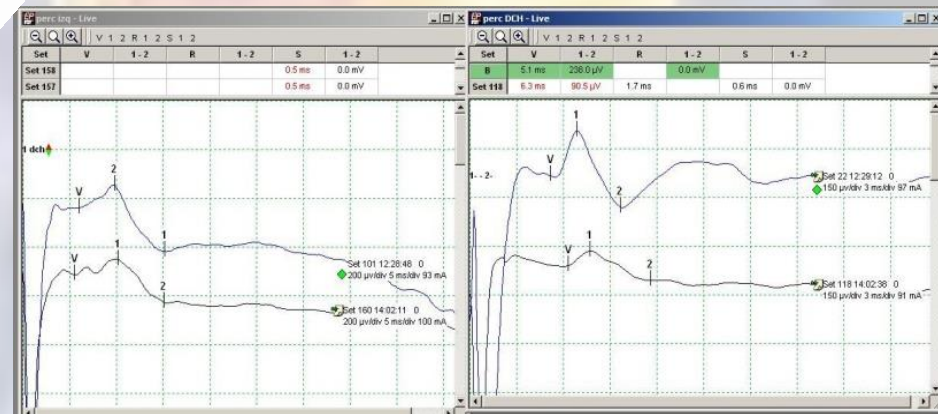 perc izq - Live
V 1 2 R 1 2 S 1 2
Set V 1 - 2 R 1 - 2 S 1 - 2
Set 158 0.5 ms 0.0 mV
Set 157 0.5 ms 0.0 mV
1 dch
V 2 1
V 1 2
Set 101 12:28:48 0
200 µv/div 5 ms/div 93 mA
Set 160 14:02:11 0
200 µv/div 5 ms/div 100 mA
perc DCH - Live
V 1 2 R 1 2 S 1 2
Set V 1 - 2 R 1 - 2 S 1 - 2
B 5.1 ms 236.0 µV 0.0 mV
Set 118 6.3 ms 90.5 µV 1.7 ms 0.6 ms 0.0 mV
1 - - 2 -
V 1 2
V 1 2
Set 22 12:29:12 0
150 µv/div 3 ms/div 97 mA
Set 118 14:02:38 0
150 µv/div 3 ms/div 91 mA